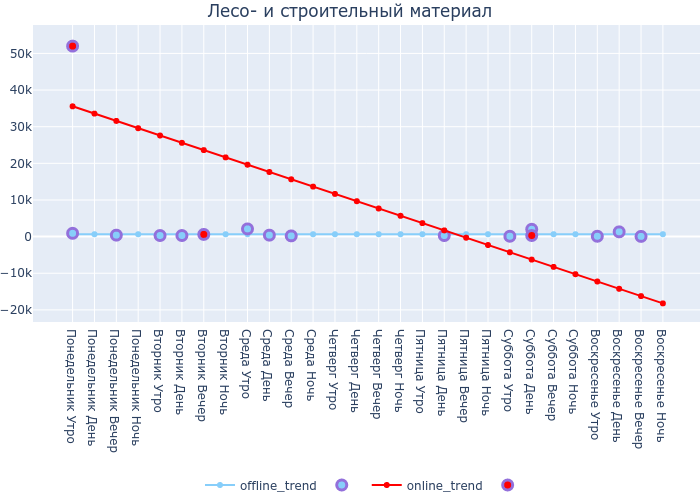 Лесо- и строительный материал
50k
40k
30k
20k
10k
0
−10k
−20k
Понедельник Утро
Понедельник День
Понедельник Вечер
Понедельник Ночь
Вторник Утро
Вторник День
Вторник Вечер
Вторник Ночь
Среда Утро
Среда День
Среда Вечер
Среда Ночь
Четверг Утро
Четверг День
Четверг Вечер
Четверг Ночь
Пятница Утро
Пятница День
Пятница Вечер
Пятница Ночь
Суббота Утро
Суббота День
Суббота Вечер
Суббота Ночь
Воскресенье Утро
Воскресенье День
Воскресенье Вечер
Воскресенье Ночь
offline_trend online_trend